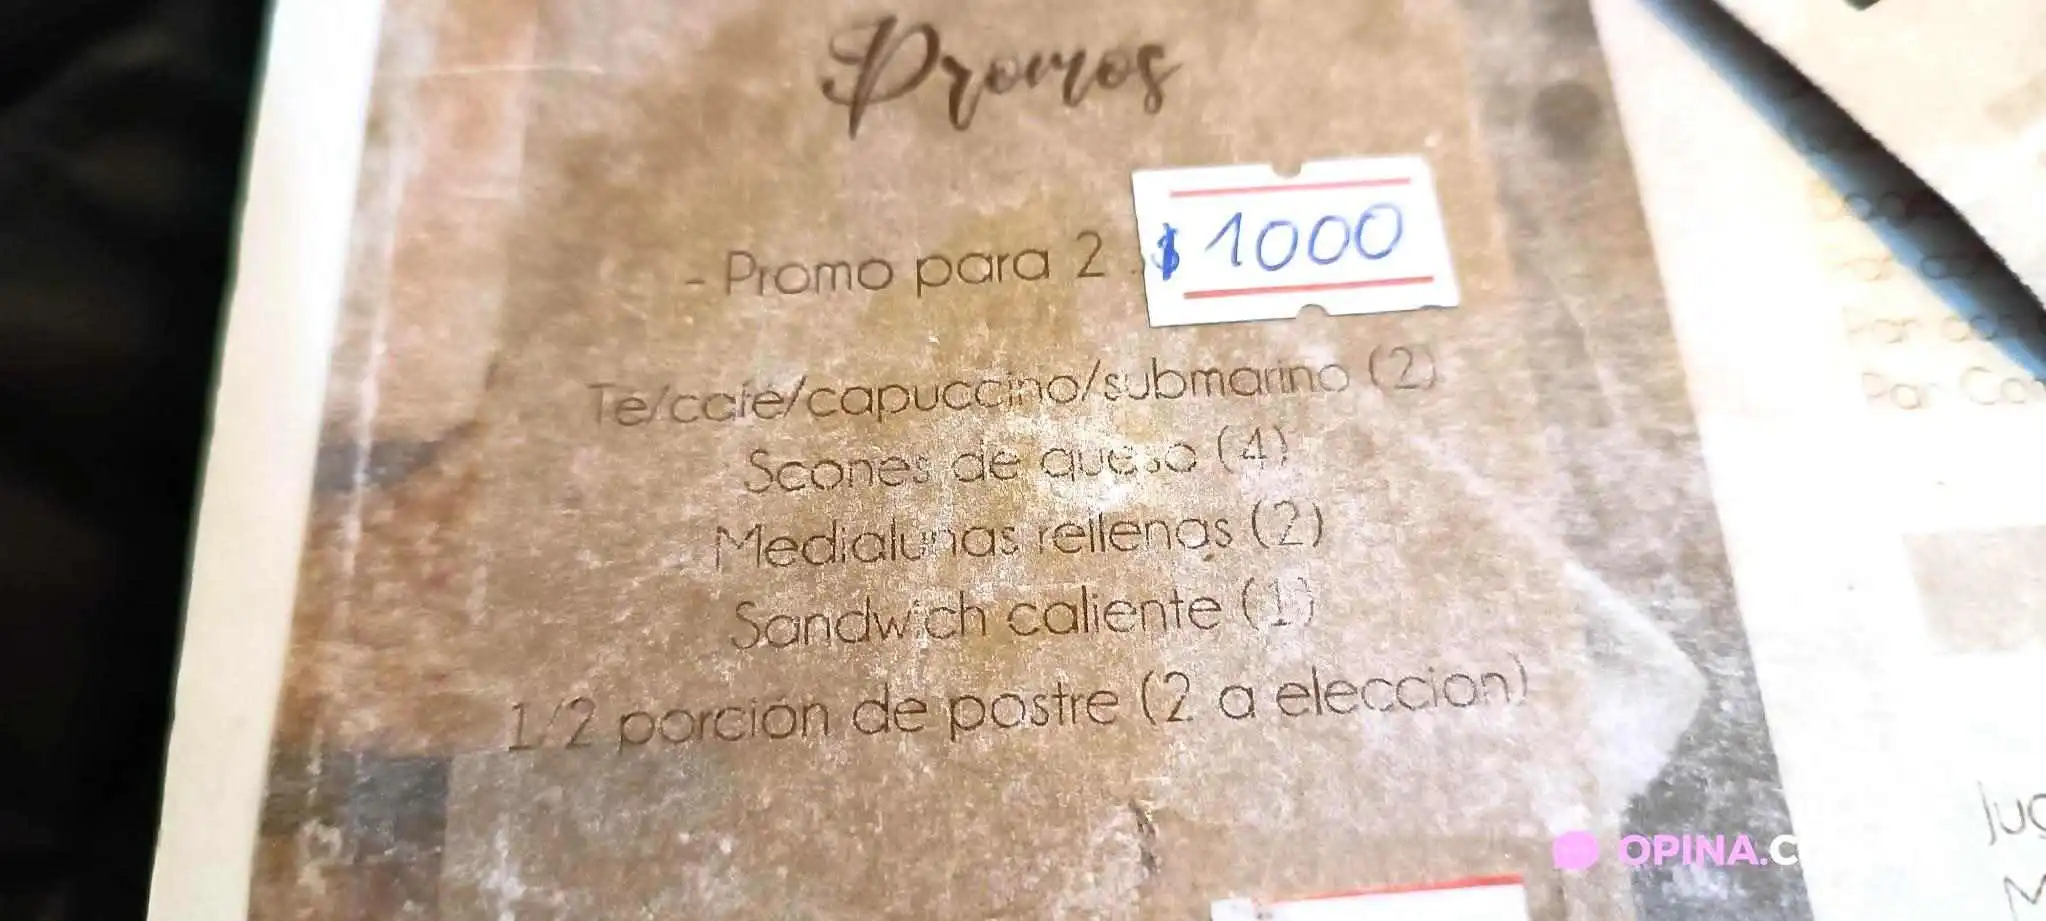 Promos
- Promo para 2 $ 1000
Te/cafe/capuccino/submarino (2)
Scones de queso (4)
Medialunas rellenas (2)
Sandwich caliente (1)
1/2 porción de postre (2 a eleccion)
OPINA.C